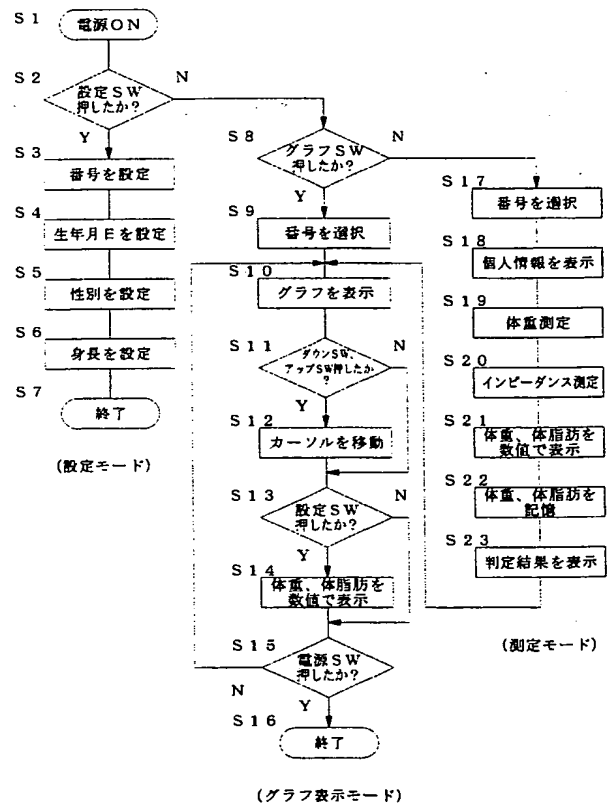 S1
電源ON
S2
N
設定SW
押したか?
Y
S3
番号を設定
S4
生年月日を設定
S5
性別を設定
S6
身長を設定
S7
終了
(設定モード)
S8
N
グラフSW
押したか?
Y
S9
番号を選択
S10
グラフを表示
S11
N
ダウンSW、
アップSW押したか
?
Y
S12
カーソルを移動
S13
N
設定SW
押したか?
Y
S14
体重、体脂肪を
数値で表示
S15
電源SW
押したか?
N
Y
S16
終了
(グラフ表示モード)
S17
番号を選択
S18
個人情報を表示
S19
体重測定
S20
インピーダンス測定
S21
体重、体脂肪を
数値で表示
S22
体重、体脂肪を
記憶
S23
判定結果を表示
(測定モード)